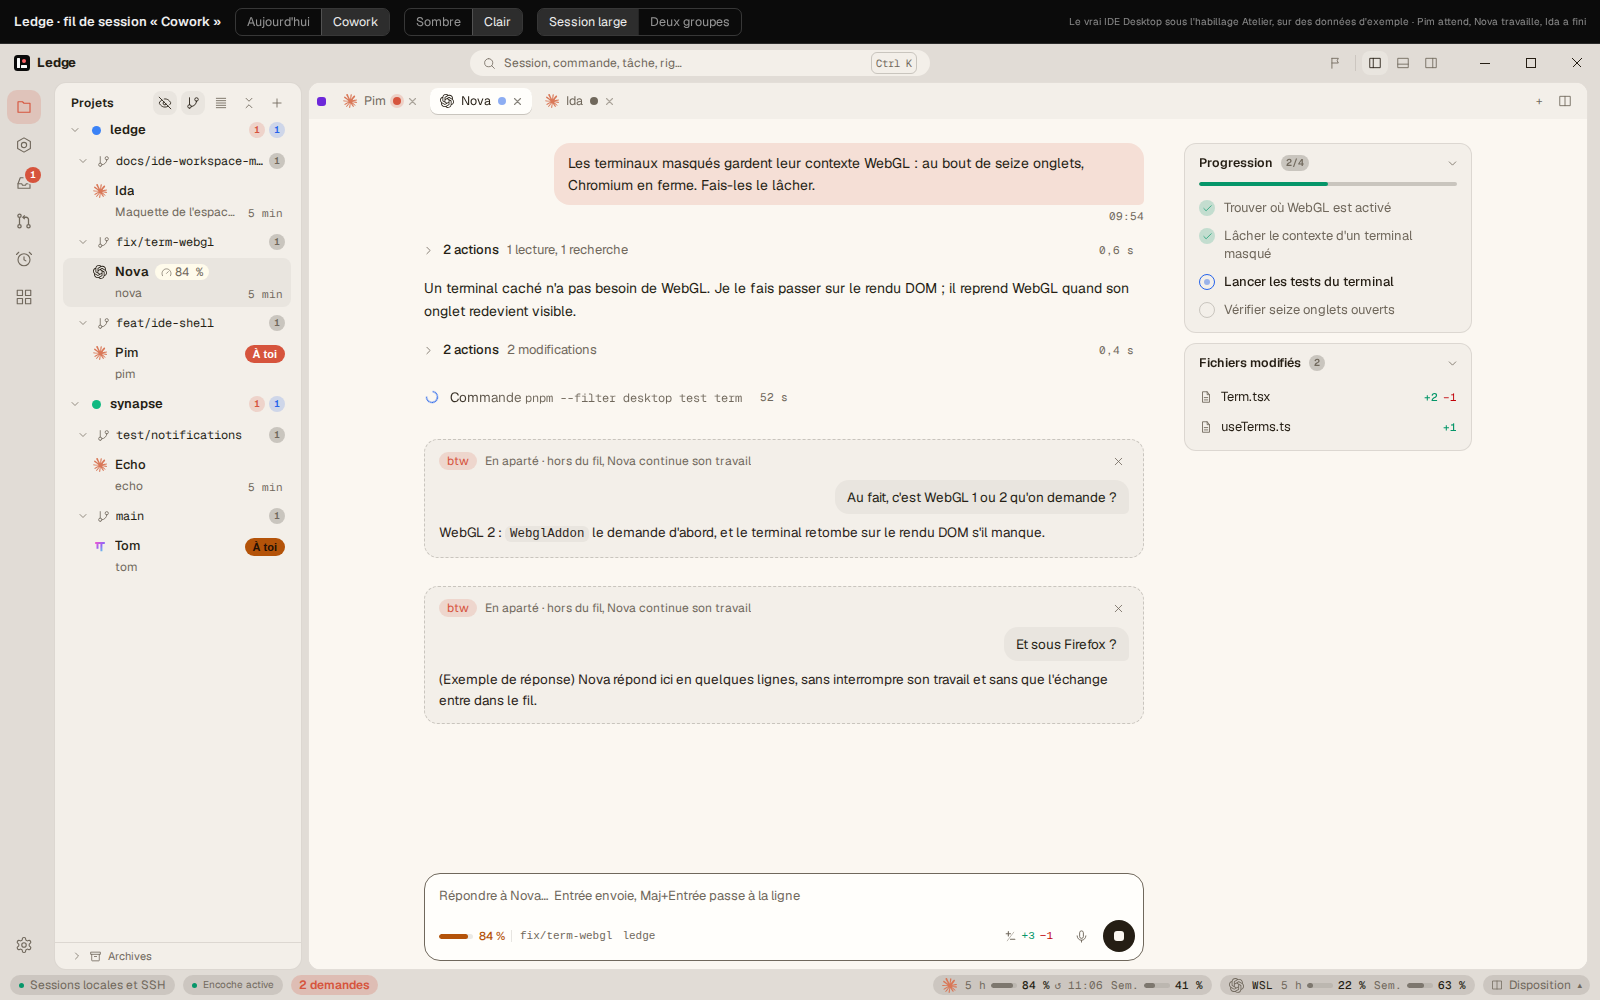 Ledge · fil de session « Cowork »
Aujourd'hui
Cowork
Sombre
Clair
Session large
Deux groupes
Le vrai IDE Desktop sous l'habillage Atelier, sur des données d'exemple - Pim attend, Nova travaille, Ida a fini
Ledge
Session, commande, tâche, rig…
Ctrl K
Projets
ledge
1
1
docs/ide-workspace-m…
1
Ida
Maquette de l'espac…
5 min
fix/term-webgl
1
Nova
84 %
nova
5 min
feat/ide-shell
1
Pim
À toi
pim
synapse
1
1
test/notifications
1
Echo
echo
5 min
main
1
Tom
À toi
tom
Archives
1
Pim
Nova
Ida
Les terminaux masqués gardent leur contexte WebGL : au bout de seize onglets,
Chromium en ferme. Fais-les le lâcher.
09:54
2 actions 1 lecture, 1 recherche
0,6 s
Un terminal caché n'a pas besoin de WebGL. Je le fais passer sur le rendu DOM ; il reprend WebGL quand son
onglet redevient visible.
2 actions 2 modifications
0,4 s
Commande pnpm --filter desktop test term 52 s
btw
En aparté · hors du fil, Nova continue son travail
Au fait, c'est WebGL 1 ou 2 qu'on demande ?
WebGL 2 : WebglAddon le demande d'abord, et le terminal retombe sur le rendu DOM s'il manque.
btw
En aparté · hors du fil, Nova continue son travail
Et sous Firefox ?
(Exemple de réponse) Nova répond ici en quelques lignes, sans interrompre son travail et sans que l'échange
entre dans le fil.
Répondre à Nova… Entrée envoie, Maj+Entrée passe à la ligne
84 %
fix/term-webgl
ledge
+3 −1
Progression
2/4
Trouver où WebGL est activé
Lâcher le contexte d'un terminal
masqué
Lancer les tests du terminal
Vérifier seize onglets ouverts
Fichiers modifiés
2
Term.tsx
+2 −1
useTerms.ts
+1
Sessions locales et SSH
Encoche active
2 demandes
5 h
84 % ↺ 11:06
Sem.
41 %
WSL
5 h
22 %
Sem.
63 %
Disposition